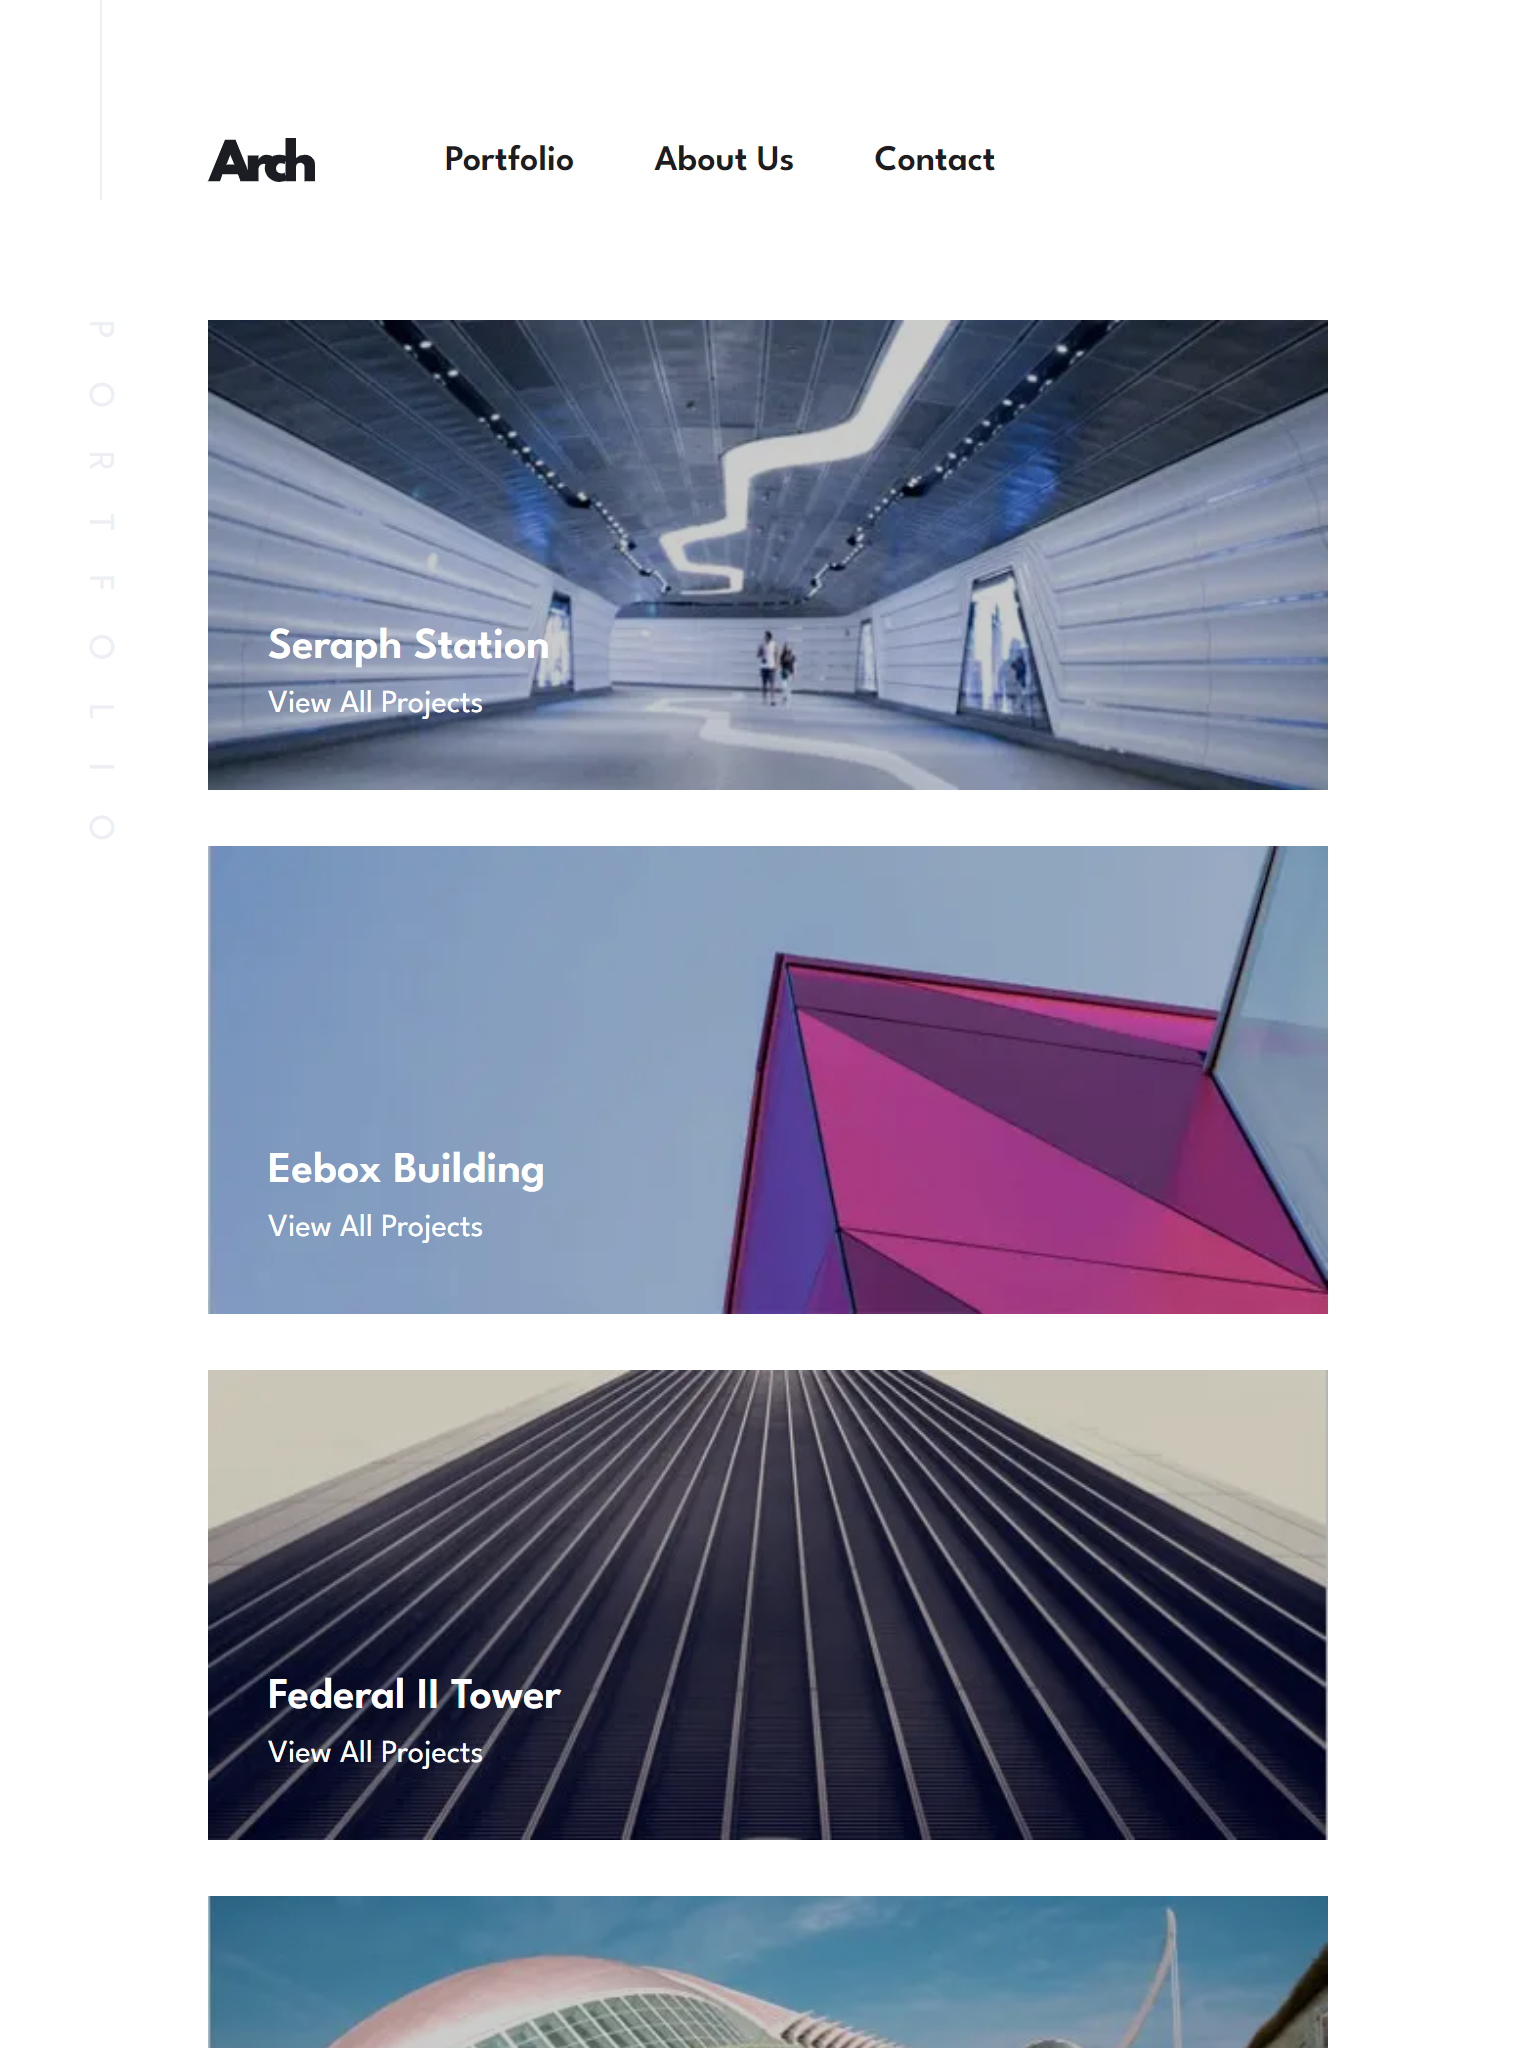 Arch
Portfolio
About Us
Contact
PORTFOLIO
Seraph Station
View All Projects
Eebox Building
View All Projects
Federal II Tower
View All Projects